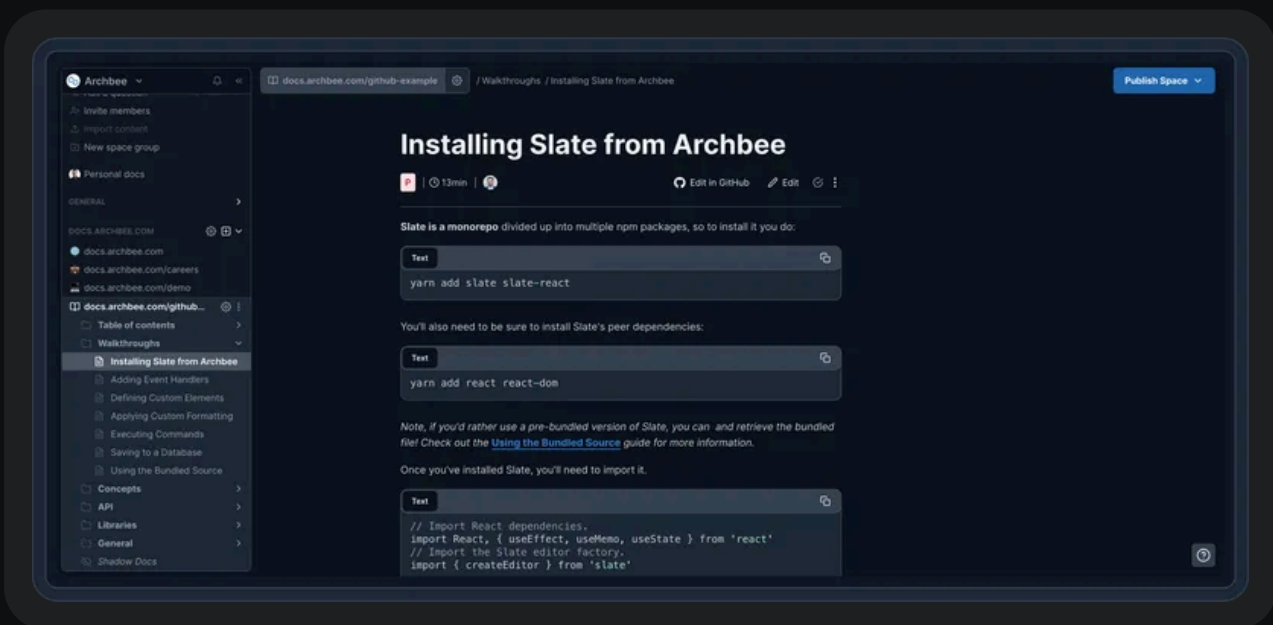 Archbee
Invite members
Import content
New space group
Personal docs
GENERAL
DOCS.ARCHBEE.COM
docs.archbee.com
docs.archbee.com/careers
docs.archbee.com/demo
docs.archbee.com/github...
Table of contents
Walkthroughs
Installing Slate from Archbee
Adding Event Handlers
Defining Custom Elements
Applying Custom Formatting
Executing Commands
Saving to a Database
Using the Bundled Source
Concepts
API
Libraries
General
Shadow Docs
docs.archbee.com/github-example / Walkthroughs / Installing Slate from Archbee
Publish Space
Installing Slate from Archbee
P | 13min | Edit in GitHub Edit
Slate is a monorepo divided up into multiple npm packages, so to install it you do:
Text
yarn add slate slate-react
You'll also need to be sure to install Slate's peer dependencies:
Text
yarn add react react-dom
Note, if you'd rather use a pre-bundled version of Slate, you can and retrieve the bundled
file! Check out the Using the Bundled Source guide for more information.
Once you've installed Slate, you'll need to import it.
Text
// Import React dependencies.
import React, { useEffect, useMemo, useState } from 'react'
// Import the Slate editor factory.
import { createEditor } from 'slate'